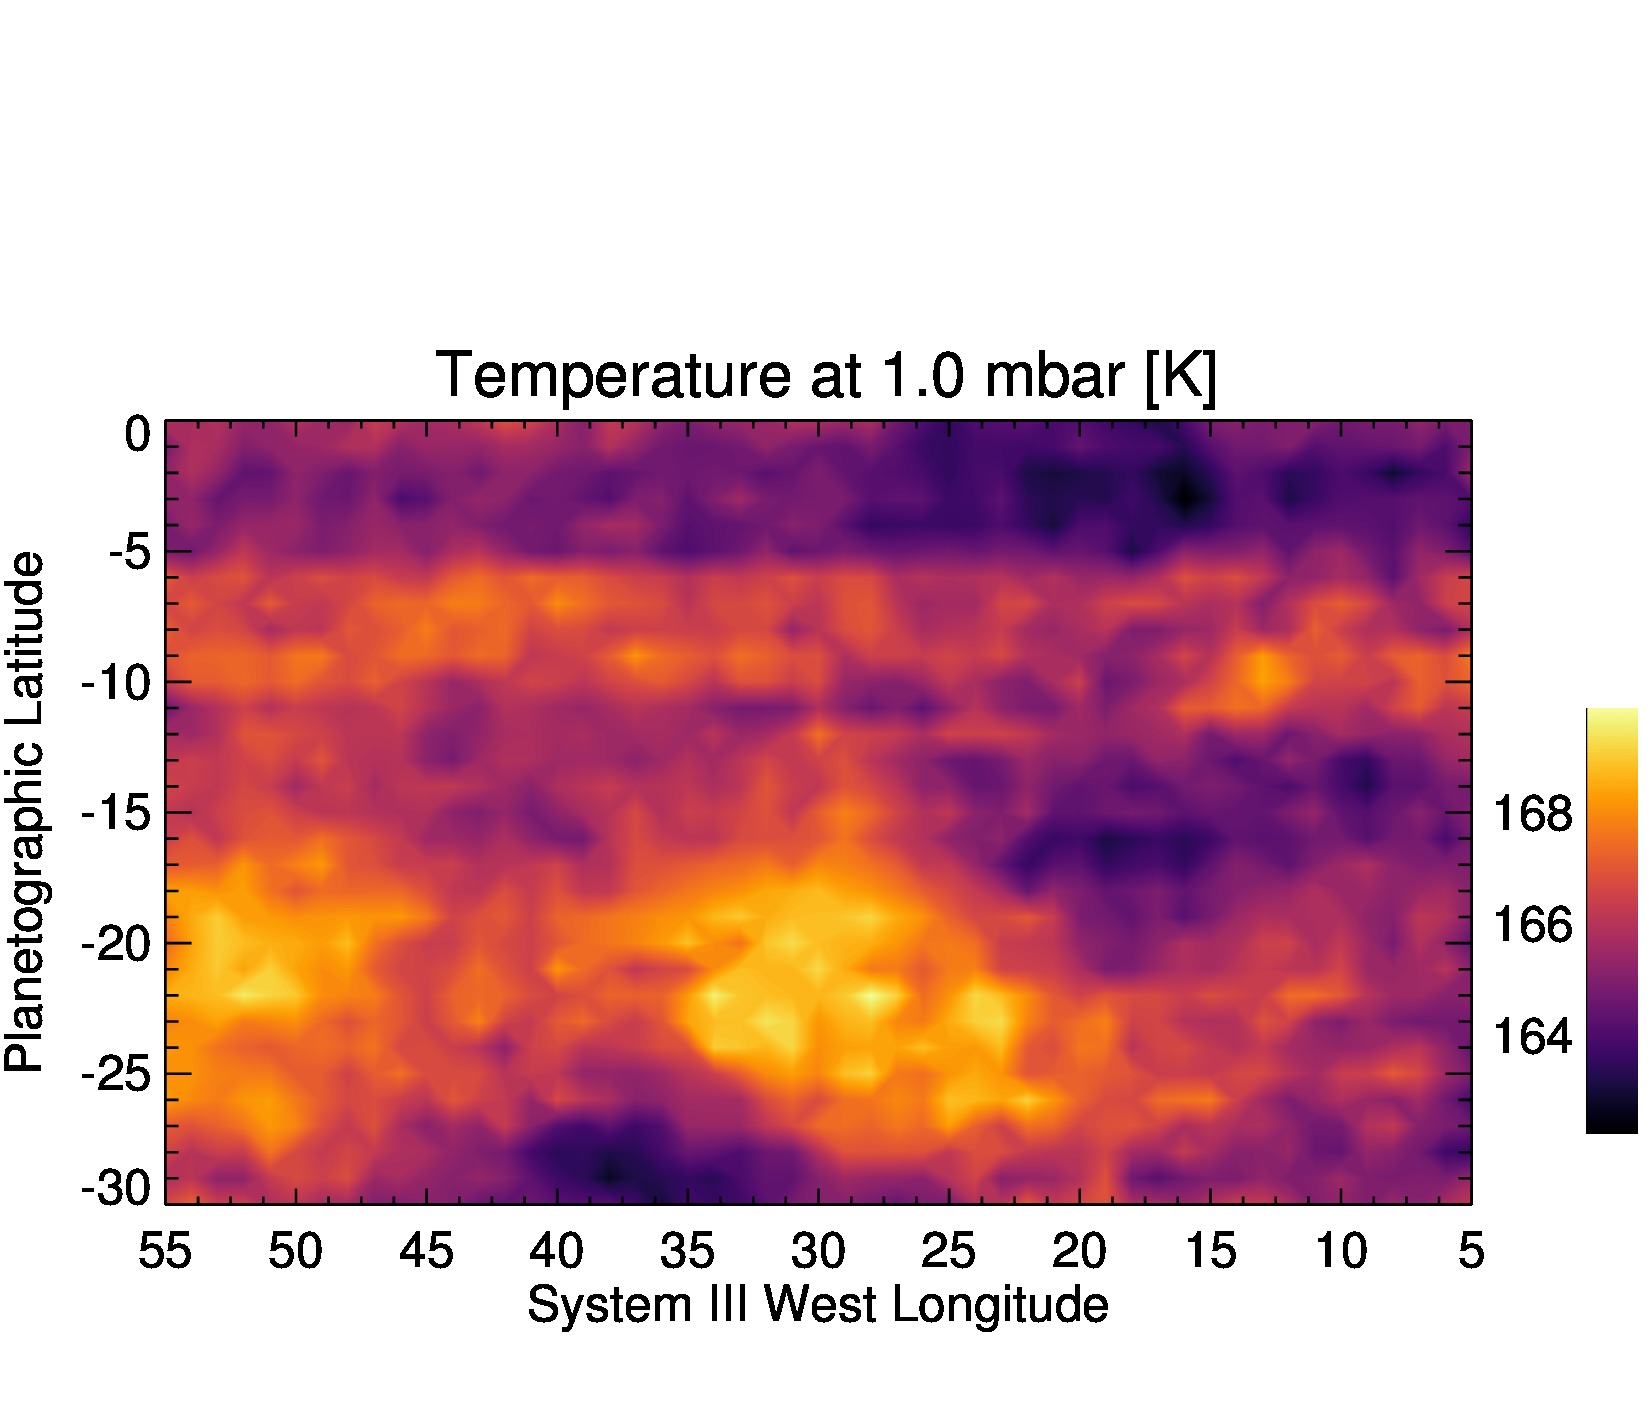 Temperature at 1.0 mbar [K]
0
-5
-10
-15
-20
-25
-30
Planetographic Latitude
55 50 45 40 35 30 25 20 15 10 5
System III West Longitude
168
166
164